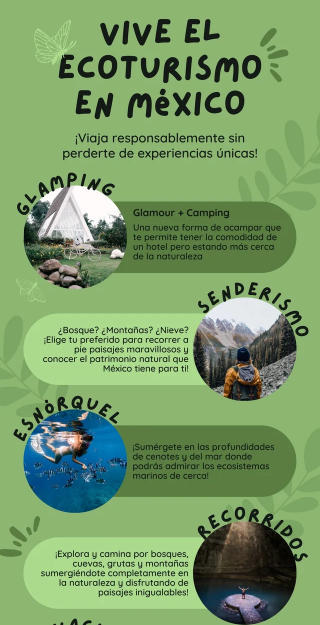 VIVE EL
ECOTURISMO
EN MÉXICO
¡Viaja responsablemente sin
perderte de experiencias únicas!
GLAMPING
Glamour + Camping
Una nueva forma de acampar que
te permite tener la comodidad de
un hotel pero estando más cerca
de la naturaleza
SENDERISMO
¿Bosque? ¿Montañas? ¿Nieve?
¡Elige tu preferido para recorrer a
pie paisajes maravillosos y
conocer el patrimonio natural que
México tiene para ti!
ESNÓRQUEL
¡Sumérgete en las profundidades
de cenotes y del mar donde
podrás admirar los ecosistemas
marinos de cerca!
RECORRIDOS
¡Explora y camina por bosques,
cuevas, grutas y montañas
sumergiéndote completamente en
la naturaleza y disfrutando de
paisajes inigualables!